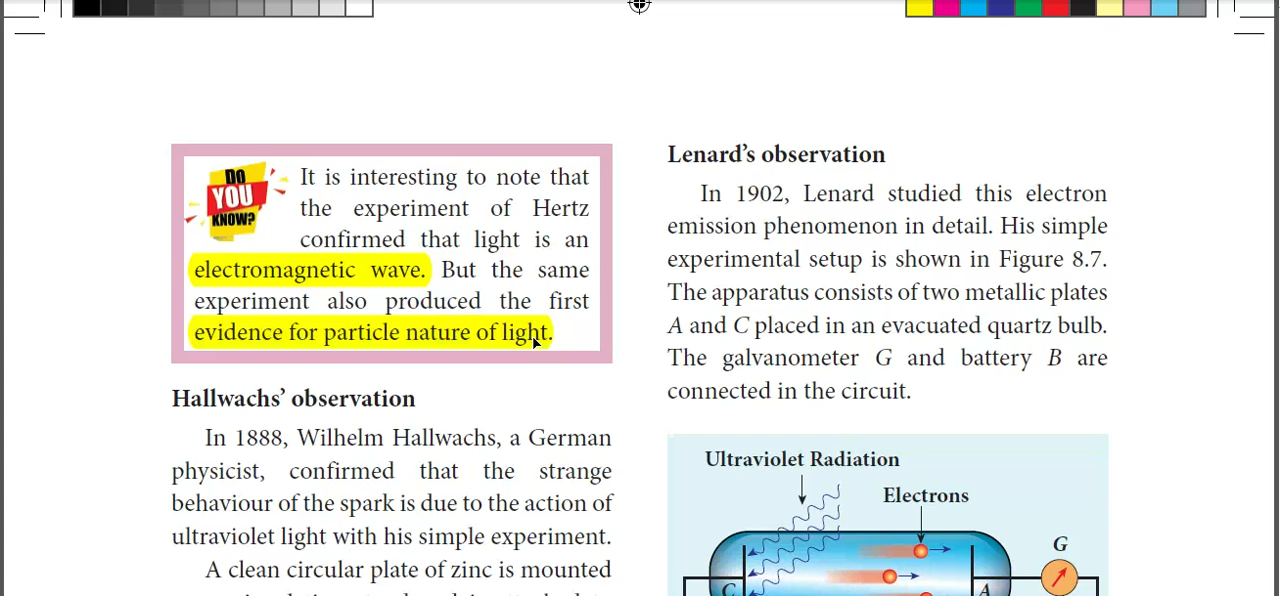 DO
YOU
KNOW?
It is interesting to note that
the experiment of Hertz
confirmed that light is an
electromagnetic wave. But the same
experiment also produced the first
evidence for particle nature of light.
Hallwachs’ observation
In 1888, Wilhelm Hallwachs, a German
physicist, confirmed that the strange
behaviour of the spark is due to the action of
ultraviolet light with his simple experiment.
A clean circular plate of zinc is mounted
Lenard’s observation
In 1902, Lenard studied this electron
emission phenomenon in detail. His simple
experimental setup is shown in Figure 8.7.
The apparatus consists of two metallic plates
A and C placed in an evacuated quartz bulb.
The galvanometer G and battery B are
connected in the circuit.
Ultraviolet Radiation
Electrons
G
C
A